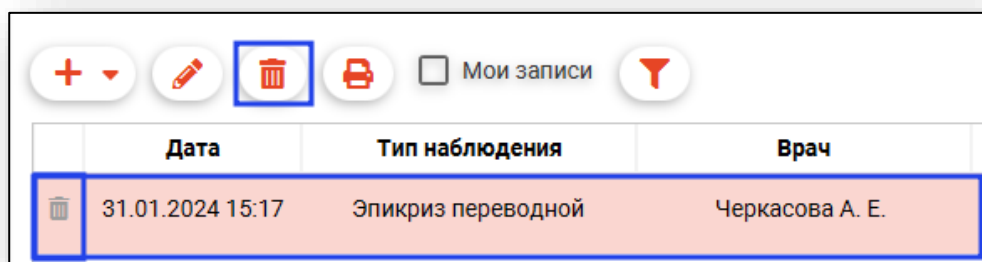 Мои записи
Дата Тип наблюдения Врач
31.01.2024 15:17 Эпикриз переводной Черкасова А. Е.